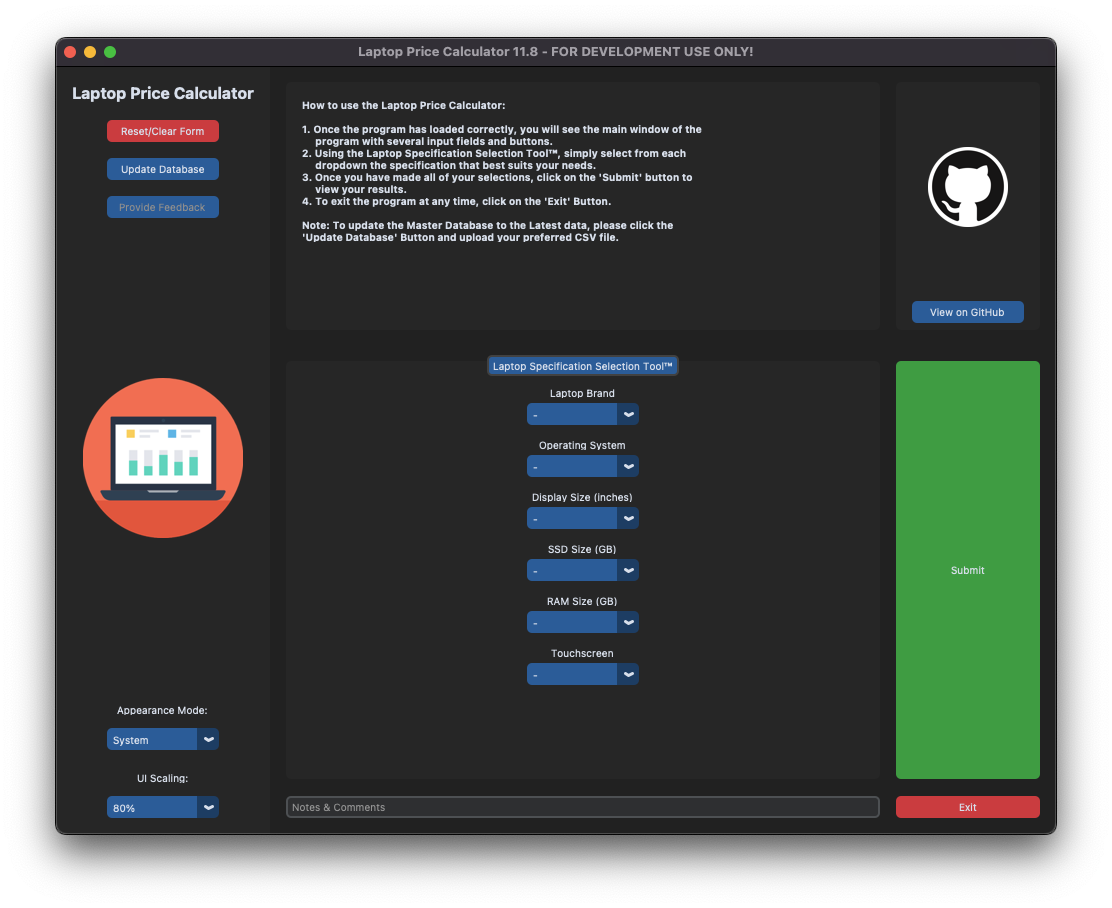 Laptop Price Calculator 11.8 - FOR DEVELOPMENT USE ONLY!
Laptop Price Calculator
Reset/Clear Form
Update Database
Provide Feedback
How to use the Laptop Price Calculator:
1. Once the program has loaded correctly, you will see the main window of the
program with several input fields and buttons.
2. Using the Laptop Specification Selection Tool™, simply select from each
dropdown the specification that best suits your needs.
3. Once you have made all of your selections, click on the 'Submit' button to
view your results.
4. To exit the program at any time, click on the 'Exit' Button.
Note: To update the Master Database to the Latest data, please click the
'Update Database' Button and upload your preferred CSV file.
View on GitHub
Laptop Specification Selection Tool™
Laptop Brand
-
Operating System
-
Display Size (inches)
-
SSD Size (GB)
-
RAM Size (GB)
-
Touchscreen
-
Submit
Appearance Mode:
System
UI Scaling:
80%
Notes & Comments
Exit